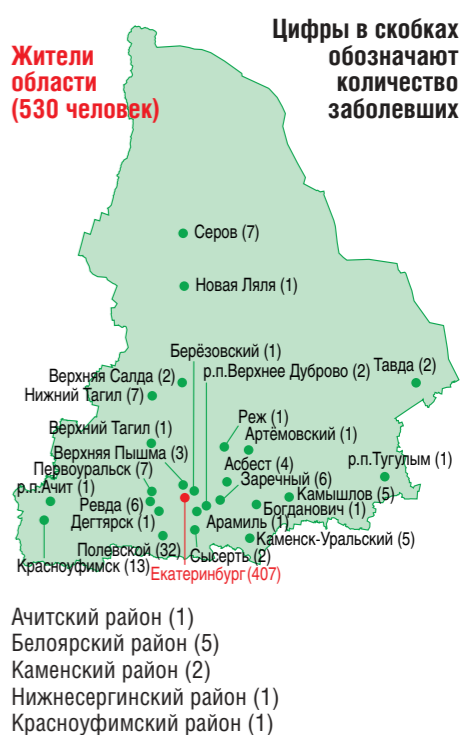 Жители
области
(530 человек)
Цифры в скобках
обозначают
количество
заболевших
Серов (7)
Новая Ляля (1)
Берёзовский (1)
р.п.Верхнее Дуброво (2)
Тавда (2)
Верхняя Салда (2)
Нижний Тагил (7)
Реж (1)
Верхний Тагил (1)
Артёмовский (1)
Верхняя Пышма (3)
Асбест (4)
р.п.Тугулым (1)
Первоуральск (7)
Заречный (6)
р.п.Ачит (1)
Камышлов (5)
Ревда (6)
Богданович (1)
Дегтярск (1)
Арамиль (1)
Каменск-Уральский (5)
Полевской (32)
Сысерть (2)
Красноуфимск (13)
Екатеринбург(407)
Ачитский район (1)
Белоярский район (5)
Каменский район (2)
Нижнесергинский район (1)
Красноуфимский район (1)